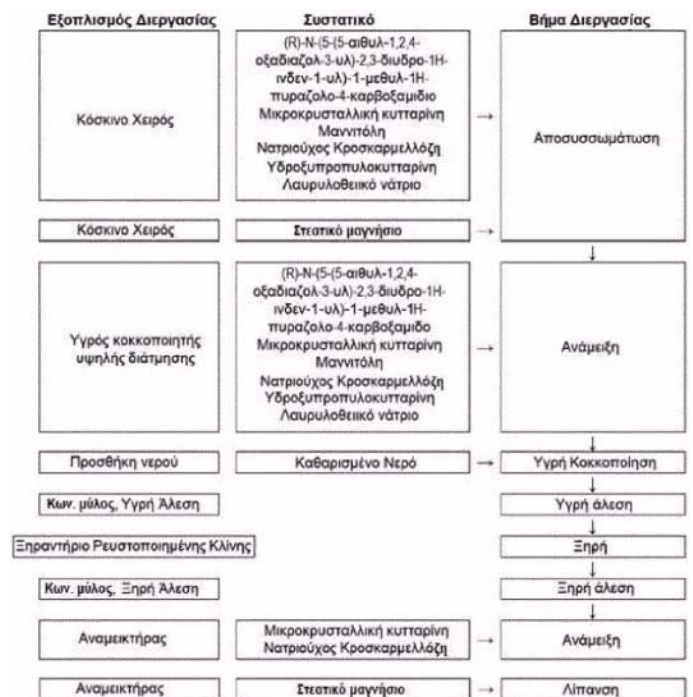 Εξοπλισμός Διεργασίας Συστατικό Βήμα Διεργασίας
Κόσκινο Χειρός
(R)-N-(5-(5-αιθυλ-1,2,4-
οξαδιαζολ-3-υλ)-2,3-διυδρο-1Η-
ινδεν-1-υλ)-1-μεθυλ-1Η-
πυραζολο-4-καρβοξαμιδιο
Μικροκρυσταλλική κυτταρίνη
Μαννιτόλη
Νατριούχος Κροσκαρμελλόζη
Υδροξυπροπυλοκυτταρίνη
Λαυρυλοθειικό νάτριο
→
Αποσυσσωμάτωση
Κόσκινο Χειρός
Στεατικό μαγνήσιο
→
↓
Υγρός κοκκοποιητής
υψηλής διάτμησης
(R)-N-(5-(5-αιθυλ-1,2,4-
οξαδιαζολ-3-υλ)-2,3-διυδρο-1Η-
ινδεν-1-υλ)-1-μεθυλ-1Η-
πυραζολο-4-καρβοξαμιδο
Μικροκρυσταλλική κυτταρίνη
Μαννιτόλη
Νατριούχος Κροσκαρμελλόζη
Υδροξυπροπυλοκυτταρίνη
Λαυρυλοθειικό νάτριο
→
Ανάμειξη
↓
Προσθήκη νερού
Καθαρισμένο Νερό
→
Υγρή Κοκκοποίηση
↓
Κων. μύλος, Υγρή Άλεση
Υγρή άλεση
↓
Ξηραντήριο Ρευστοποιημένης Κλίνης
Ξηρή
↓
Κων. μύλος, Ξηρή Άλεση
Ξηρή άλεση
↓
Αναμεικτήρας
Μικροκρυσταλλική κυτταρίνη
Νατριούχος Κροσκαρμελλόζη
→
Ανάμειξη
Αναμεικτήρας
Στεατικό μαγνήσιο
→
Λίπανση